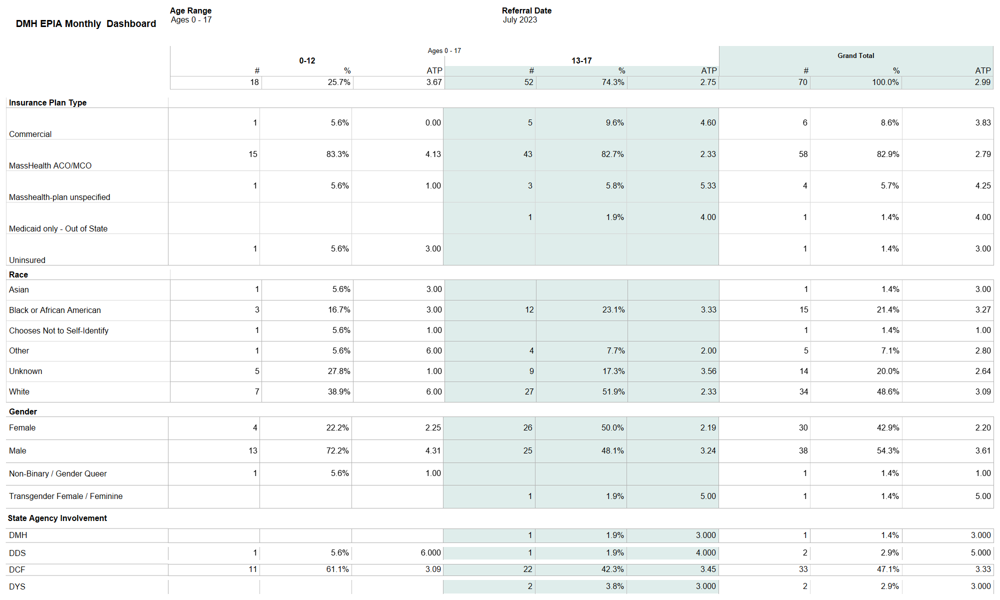 Age Range
Referral Date
DMH EPIA Monthly  Dashboard
Ages 0 - 17
July 2023
Ages 0 - 17
Grand Total
0-12
13-17
# % ATP # % ATP # % ATP
18 25.7% 3.67 52 74.3% 2.75 70 100.0% 2.99
Insurance Plan Type
Commercial 1 5.6% 0.00 5 9.6% 4.60 6 8.6% 3.83
MassHealth ACO/MCO 15 83.3% 4.13 43 82.7% 2.33 58 82.9% 2.79
Masshealth-plan unspecified 1 5.6% 1.00 3 5.8% 5.33 4 5.7% 4.25
Medicaid only - Out of State 1 1.9% 4.00 1 1.4% 4.00
Uninsured 1 5.6% 3.00 1 1.4% 3.00
Race
Asian 1 5.6% 3.00 1 1.4% 3.00
Black or African American 3 16.7% 3.00 12 23.1% 3.33 15 21.4% 3.27
Chooses Not to Self-Identify 1 5.6% 1.00 1 1.4% 1.00
Other 1 5.6% 6.00 4 7.7% 2.00 5 7.1% 2.80
Unknown 5 27.8% 1.00 9 17.3% 3.56 14 20.0% 2.64
White 7 38.9% 6.00 27 51.9% 2.33 34 48.6% 3.09
Gender
Female 4 22.2% 2.25 26 50.0% 2.19 30 42.9% 2.20
Male 13 72.2% 4.31 25 48.1% 3.24 38 54.3% 3.61
Non-Binary / Gender Queer 1 5.6% 1.00 1 1.4% 1.00
Transgender Female / Feminine 1 1.9% 5.00 1 1.4% 5.00
State Agency Involvement
DMH 1 1.9% 3.000 1 1.4% 3.000
DDS 1 5.6% 6.000 1 1.9% 4.000 2 2.9% 5.000
DCF 11 61.1% 3.09 22 42.3% 3.45 33 47.1% 3.33
DYS 2 3.8% 3.000 2 2.9% 3.000